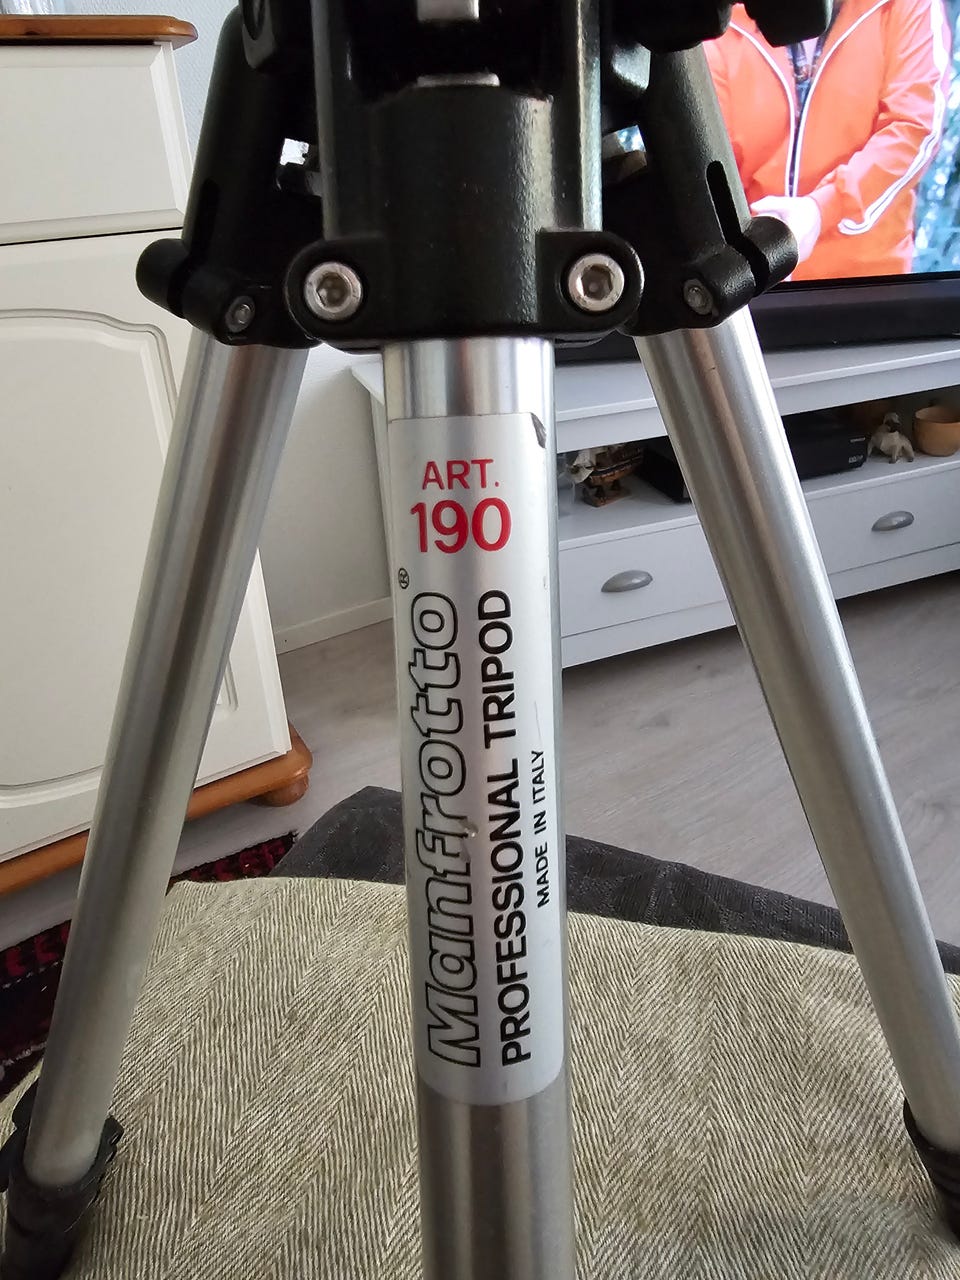 ART.
190
Manfrotto®
PROFESSIONAL TRIPOD
MADE IN ITALY